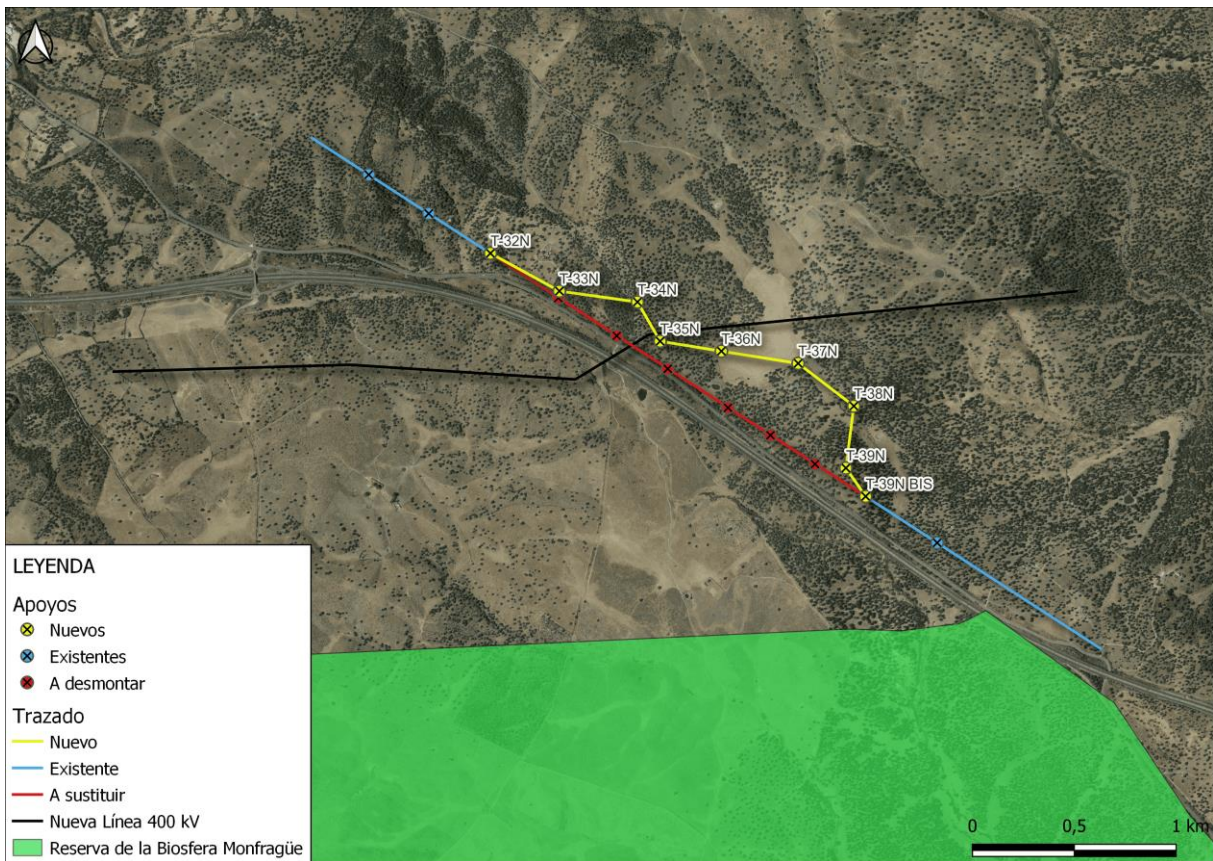 T-32N
T-33N
T-34N
T-35N
T-36N
T-37N
T-38N
T-39N
T-39N BIS
LEYENDA
Apoyos
Nuevos
Existentes
A desmontar
Trazado
Nuevo
Existente
A sustituir
Nueva Línea 400 kV
Reserva de la Biosfera Monfragüe
0 0,5 1 km